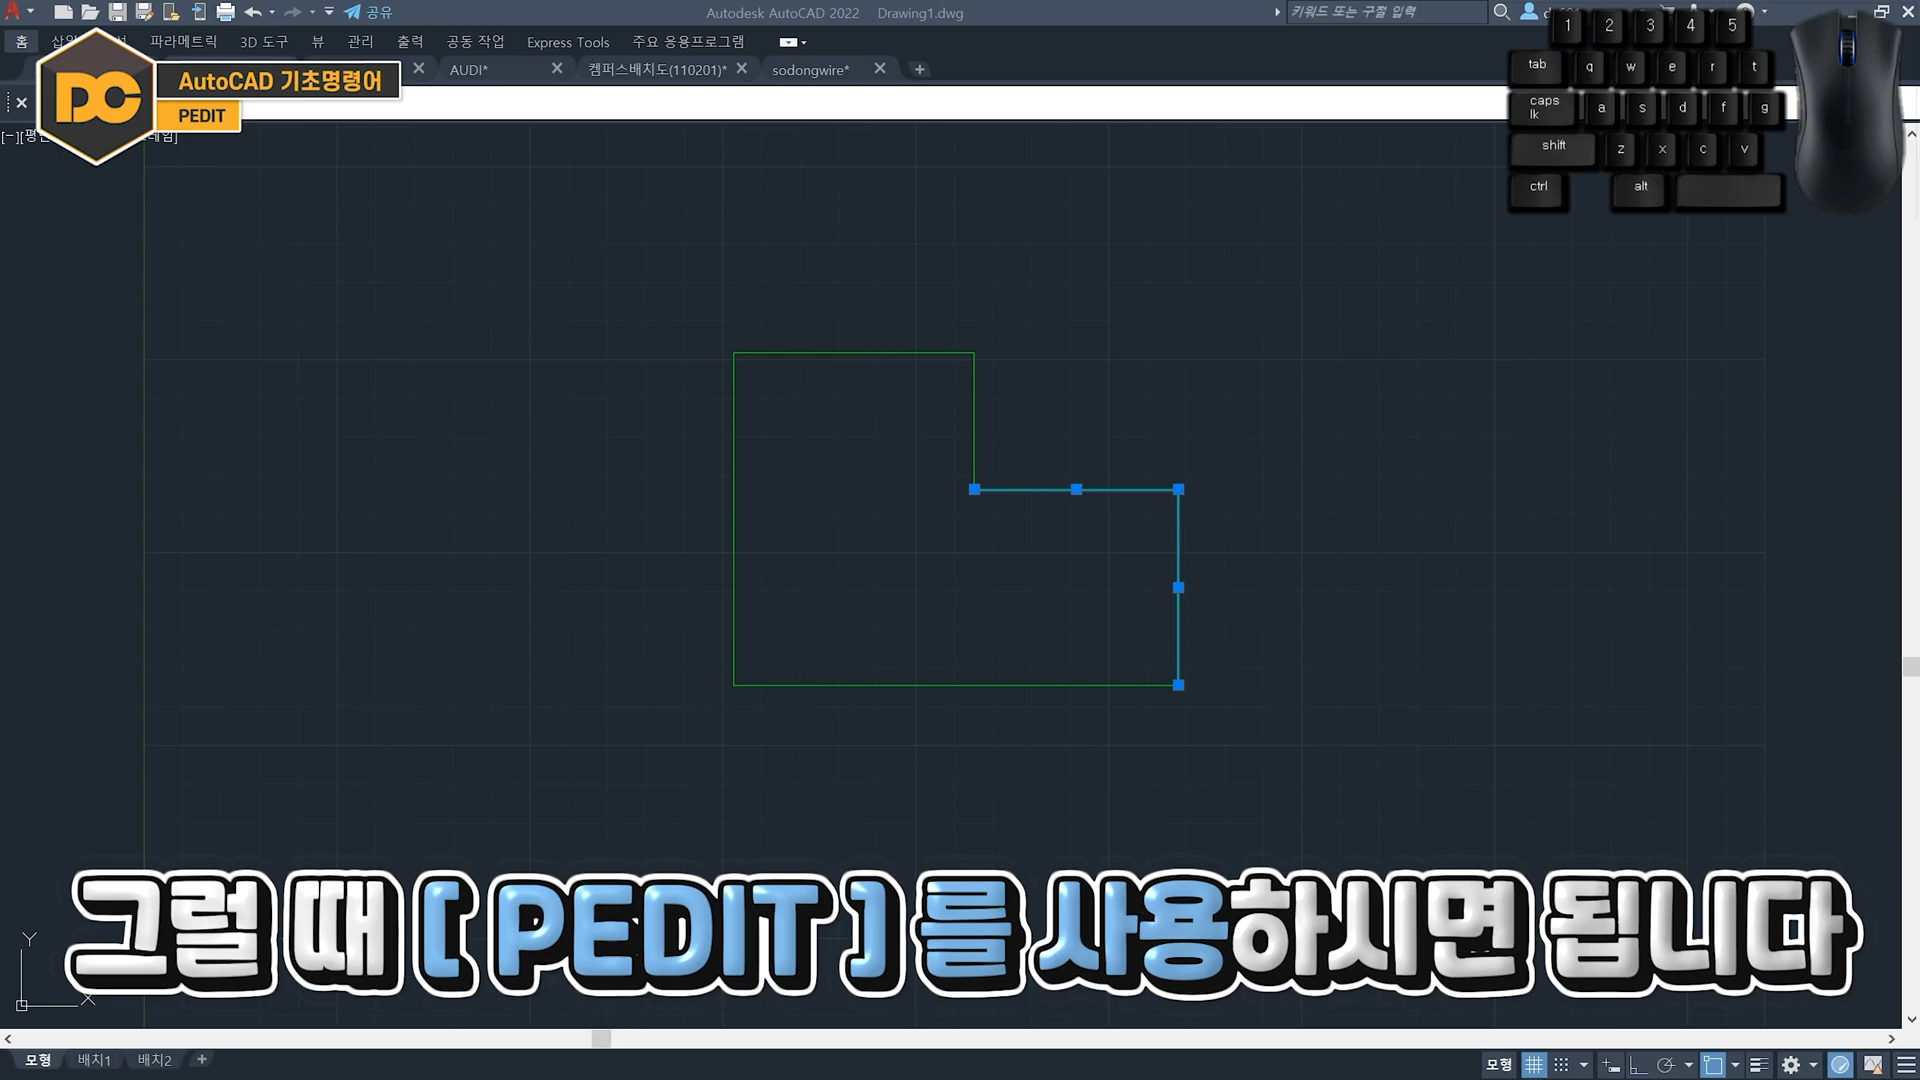 공유
Autodesk AutoCAD 2022 Drawing1.dwg
키워드 또는 구절 입력
홈
파라메트릭
3D 도구
뷰
관리
출력
공동 작업
Express Tools
주요 응용프로그램
DC
AutoCAD 기초명령어
PEDIT
AUDI*
켐퍼스배치도(110201)*
sodongwire*
1 2 3 4 5
tab q w e r t
caps lk a s d f g
shift z x c v
ctrl alt
그럴 때 [ PEDIT ] 를 사용하시면 됩니다
Y
X
모형
배치1
배치2
모형